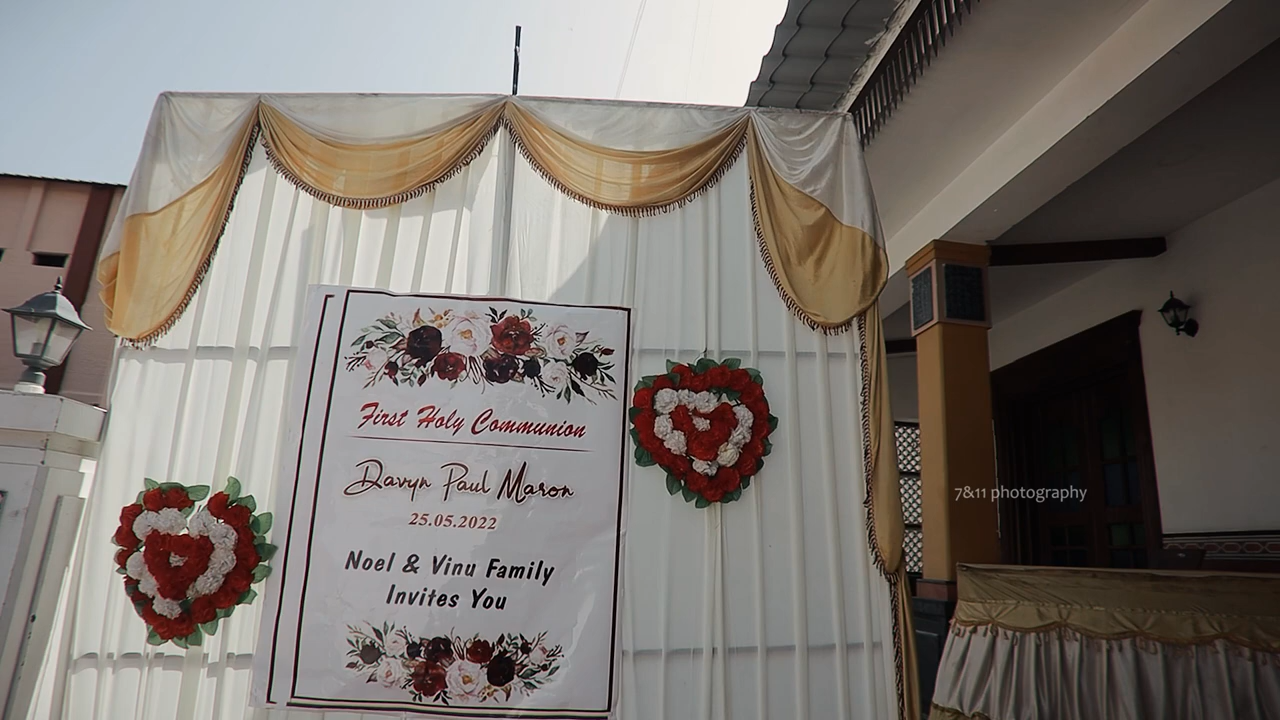 First Holy Communion
Davyn Paul Maron
25.05.2022
Noel & Vinu Family
Invites You
7&11 photography